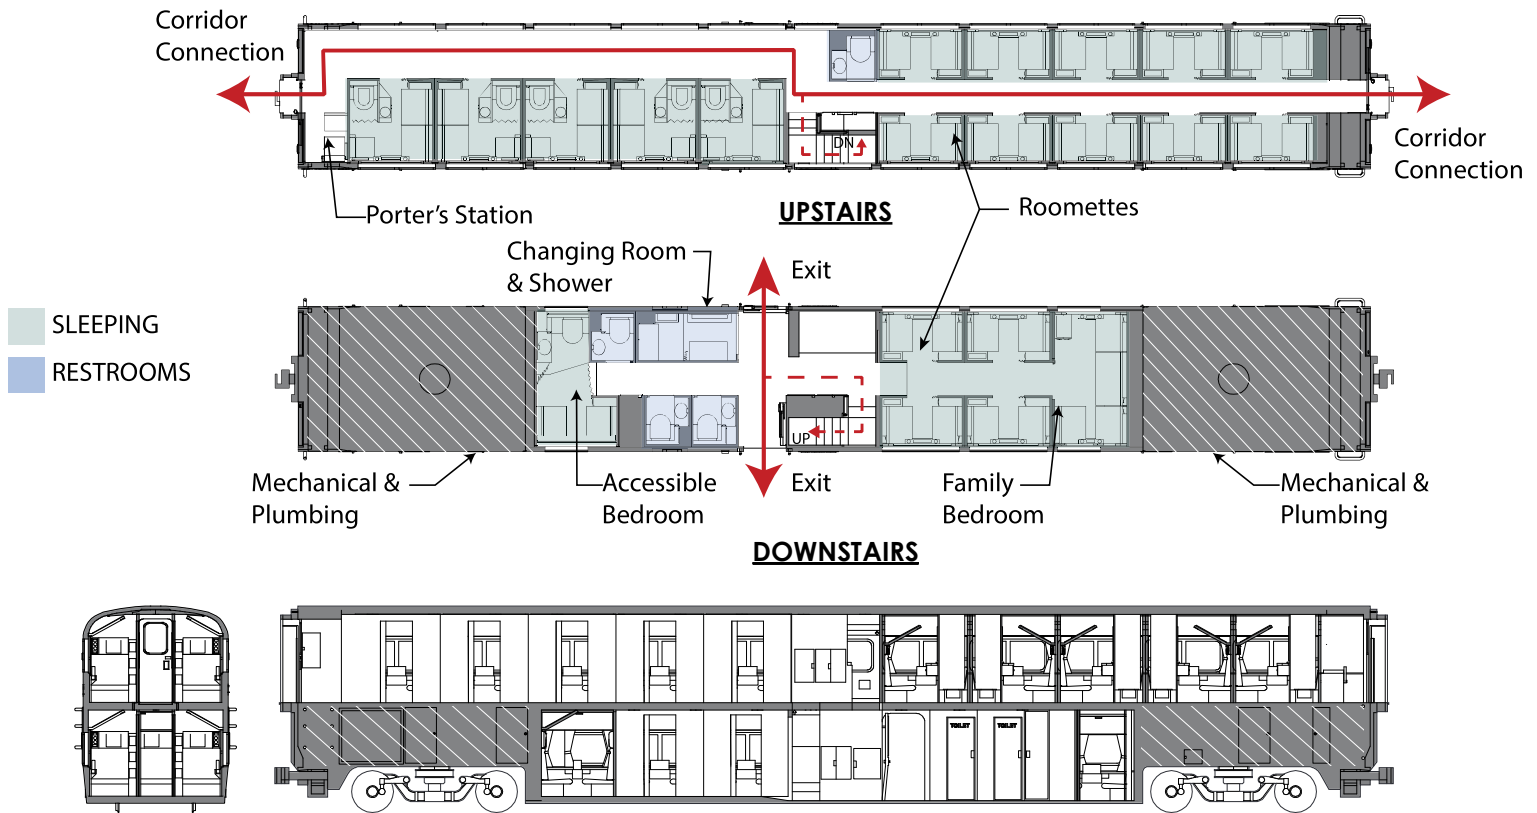 Corridor
Connection
Corridor
Connection
DN
Porter's Station
UPSTAIRS
Roomettes
Changing Room
& Shower
Exit
SLEEPING
RESTROOMS
UP
Mechanical &
Plumbing
Accessible
Bedroom
Exit
Family
Bedroom
Mechanical &
Plumbing
DOWNSTAIRS
TOILET
TOILET